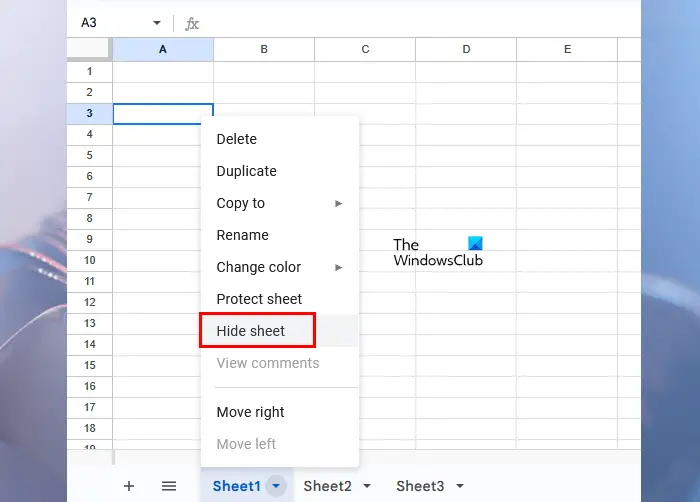 A3
fx
A B C D E
1
2
3
4
5
6
7
8
9
10
11
12
13
14
15
16
17
18
19
Delete
Duplicate
Copy to
Rename
Change color
Protect sheet
Hide sheet
View comments
Move right
Move left
The
WindowsClub
Sheet1 Sheet2 Sheet3